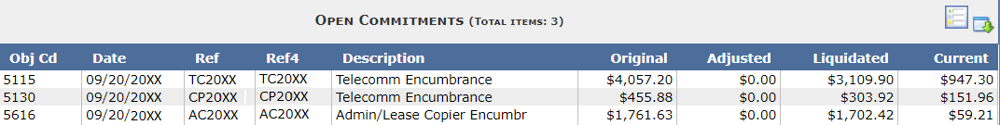 Open Commitments (Total items: 3)
Obj Cd Date Ref Ref4 Description Original Adjusted Liquidated Current
5115 09/20/20XX TC20XX TC20XX Telecomm Encumbrance $4,057.20 $0.00 $3,109.90 $947.30
5130 09/20/20XX CP20XX CP20XX Telecomm Encumbrance $455.88 $0.00 $303.92 $151.96
5616 09/20/20XX AC20XX AC20XX Admin/Lease Copier Encumbr $1,761.63 $0.00 $1,702.42 $59.21